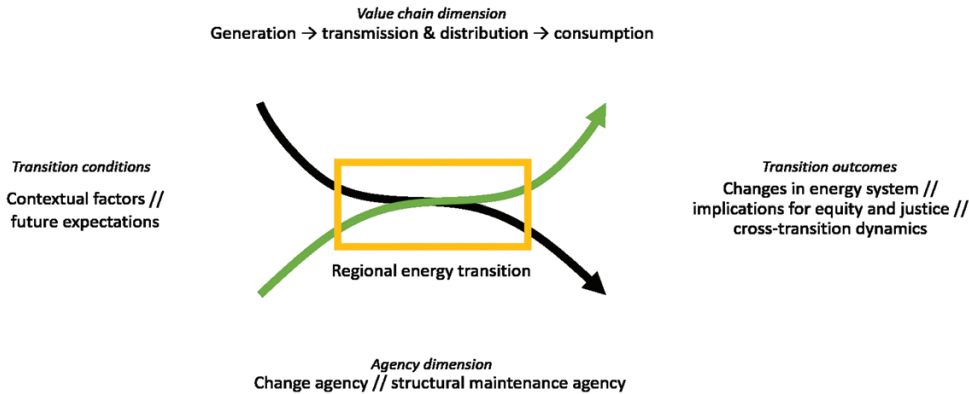 Value chain dimension
Generation → transmission & distribution → consumption
Transition conditions
Contextual factors //
future expectations
Transition outcomes
Changes in energy system //
implications for equity and justice //
cross-transition dynamics
Regional energy transition
Agency dimension
Change agency // structural maintenance agency